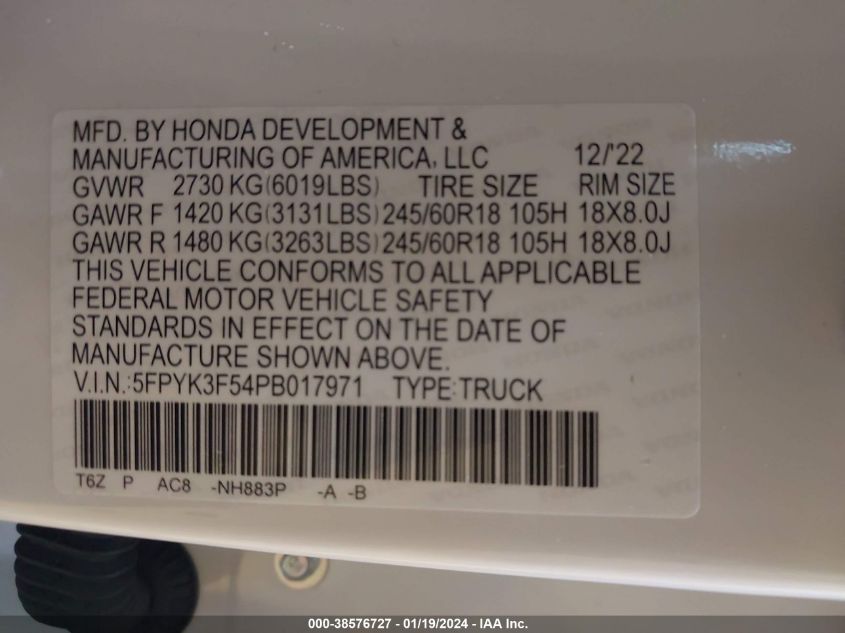 MFD. BY HONDA DEVELOPMENT &
MANUFACTURING OF AMERICA, LLC 12/'22
GVWR 2730 KG(6019LBS) TIRE SIZE RIM SIZE
GAWR F 1420 KG(3131LBS) 245/60R18 105H 18X8.0J
GAWR R 1480 KG(3263LBS) 245/60R18 105H 18X8.0J
THIS VEHICLE CONFORMS TO ALL APPLICABLE
FEDERAL MOTOR VEHICLE SAFETY
STANDARDS IN EFFECT ON THE DATE OF
MANUFACTURE SHOWN ABOVE.
V.I.N.:5FPYK3F54PB017971 TYPE:TRUCK
T6Z P AC8 -NH883P -A -B
000-38576727 - 01/19/2024 - IAA Inc.